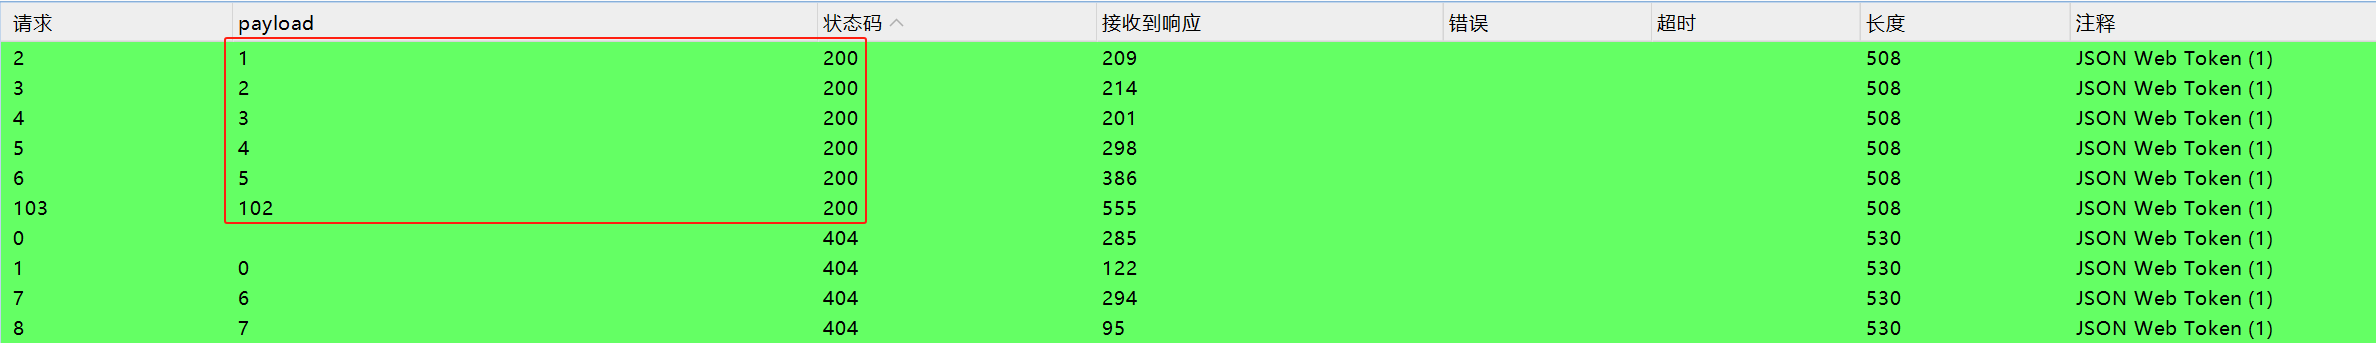 请求 payload 状态码 接收到响应 错误 超时 长度 注释
2 1 200 209 508 JSON Web Token (1)
3 2 200 214 508 JSON Web Token (1)
4 3 200 201 508 JSON Web Token (1)
5 4 200 298 508 JSON Web Token (1)
6 5 200 386 508 JSON Web Token (1)
103 102 200 555 508 JSON Web Token (1)
0 404 285 530 JSON Web Token (1)
1 0 404 122 530 JSON Web Token (1)
7 6 404 294 530 JSON Web Token (1)
8 7 404 95 530 JSON Web Token (1)